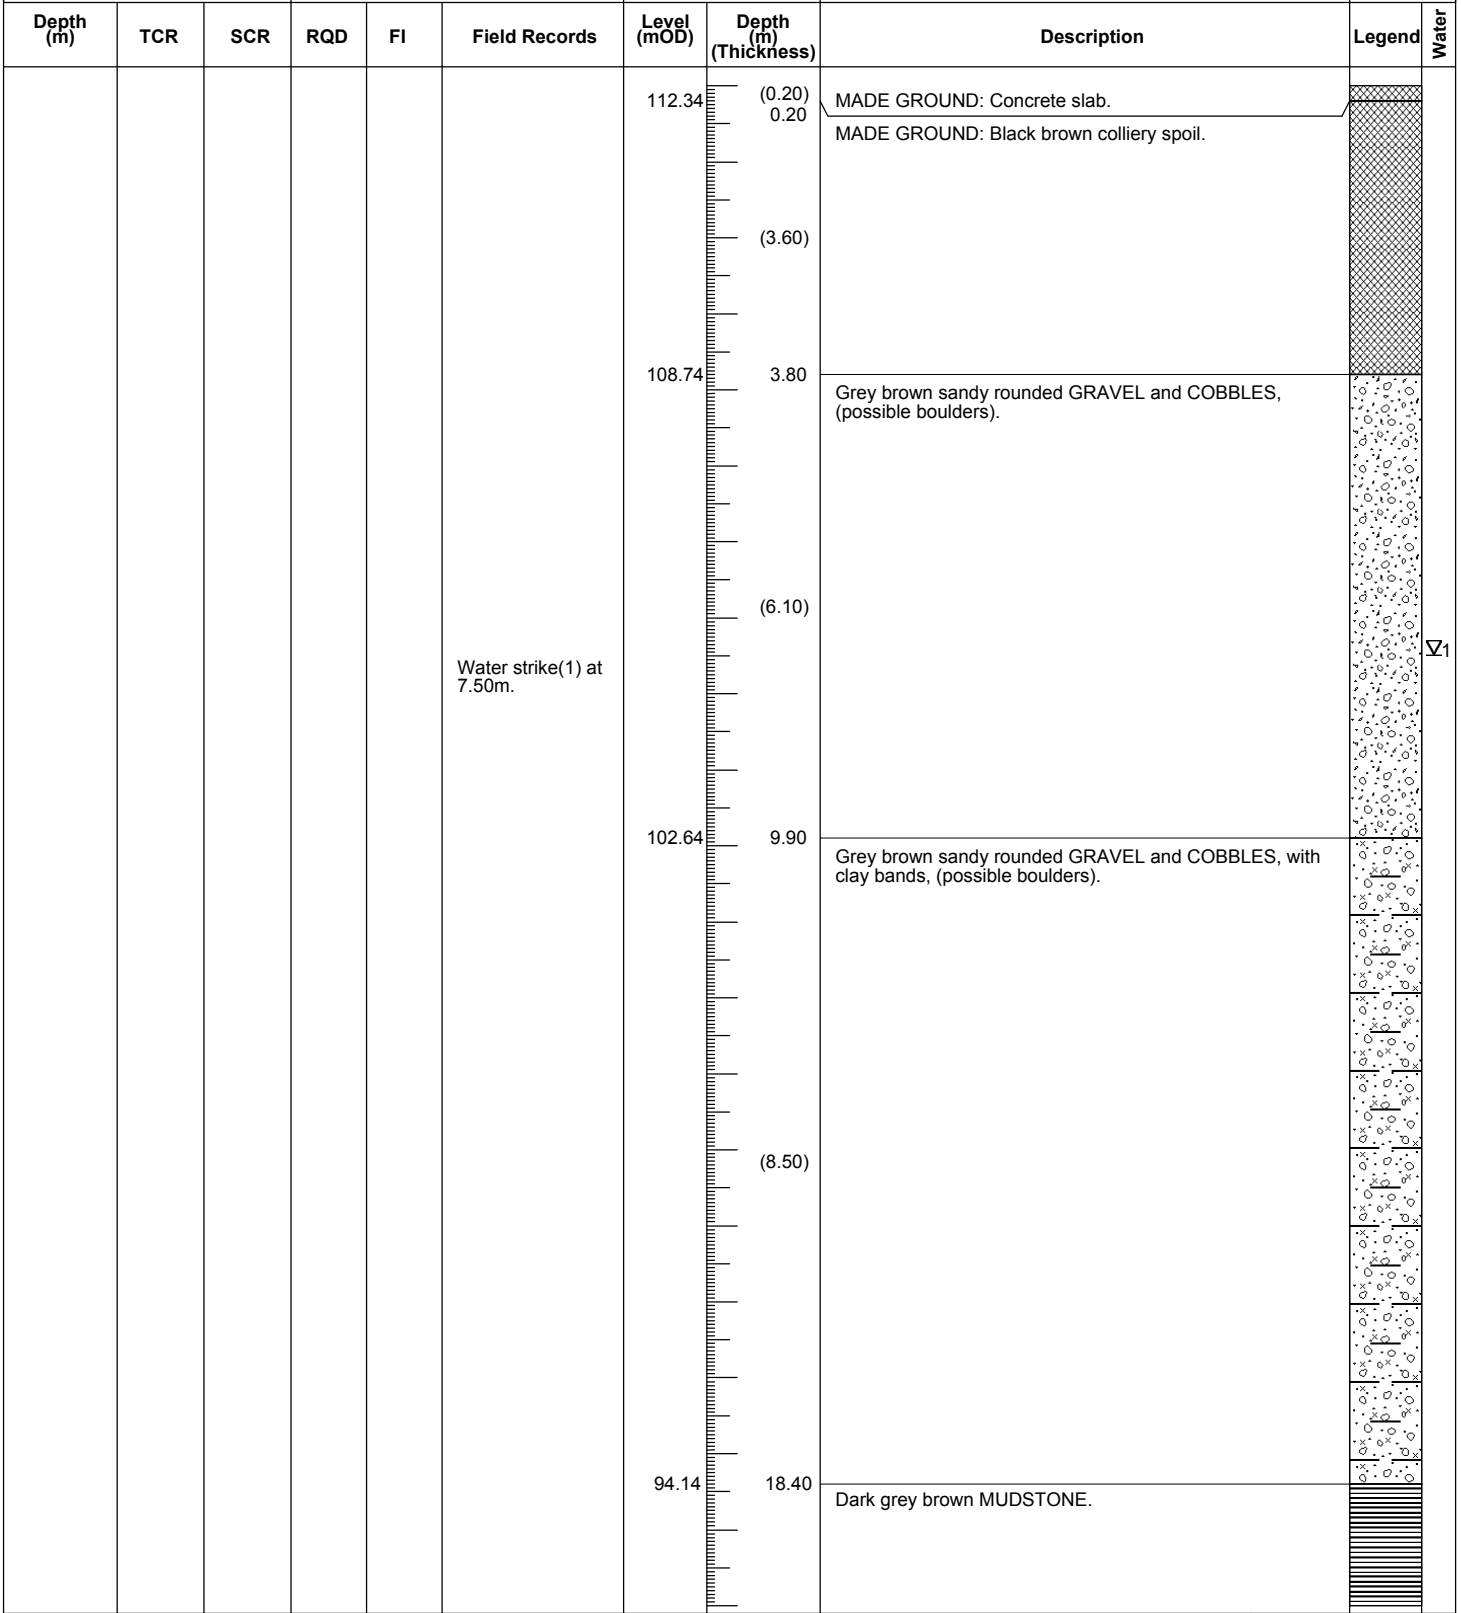 Depth
(m)
TCR
SCR
RQD
FI
Field Records
Level
(mOD)
Depth
(m)
(Thickness)
Description
Legend
Water
112.34
(0.20)
0.20
MADE GROUND: Concrete slab.
MADE GROUND: Black brown colliery spoil.
(3.60)
108.74
3.80
Grey brown sandy rounded GRAVEL and COBBLES,
(possible boulders).
(6.10)
Water strike(1) at
7.50m.
1
102.64
9.90
Grey brown sandy rounded GRAVEL and COBBLES, with
clay bands, (possible boulders).
(8.50)
94.14
18.40
Dark grey brown MUDSTONE.